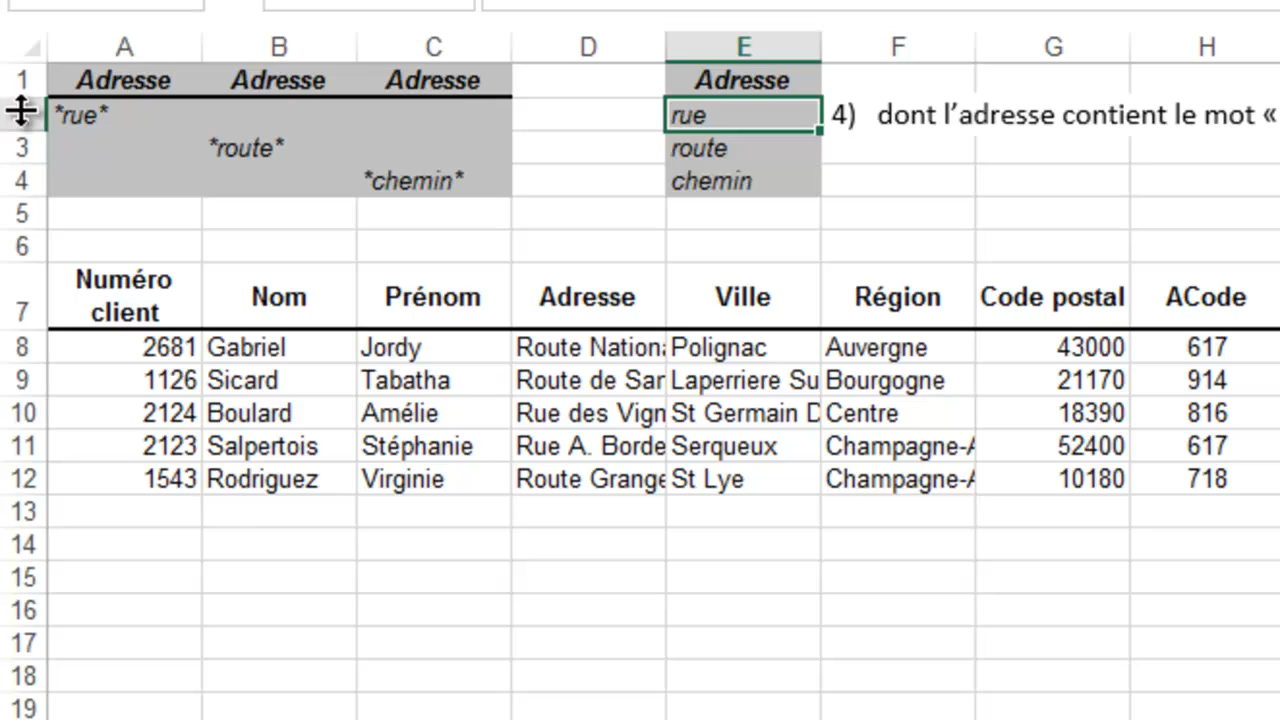 A B C D E F G H
1 Adresse Adresse Adresse Adresse
*rue* rue 4) dont l’adresse contient le mot «
3 *route* route
4 *chemin* chemin
5
6
7 Numéro client Nom Prénom Adresse Ville Région Code postal ACode
8 2681 Gabriel Jordy Route Nationa Polignac Auvergne 43000 617
9 1126 Sicard Tabatha Route de Sar Laperriere Su Bourgogne 21170 914
10 2124 Boulard Amélie Rue des Vign St Germain D Centre 18390 816
11 2123 Salpertois Stéphanie Rue A. Borde Serqueux Champagne-A 52400 617
12 1543 Rodriguez Virginie Route Grange St Lye Champagne-A 10180 718
13
14
15
16
17
18
19